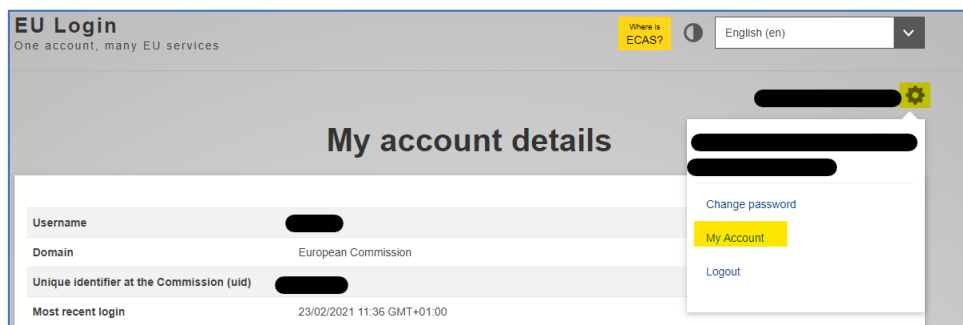 EU Login
One account, many EU services
Where is
ECAS?
English (en)
My account details
Change password
My Account
Logout
Username
Domain European Commission
Unique identifier at the Commission (uid)
Most recent login 23/02/2021 11:36 GMT+01:00